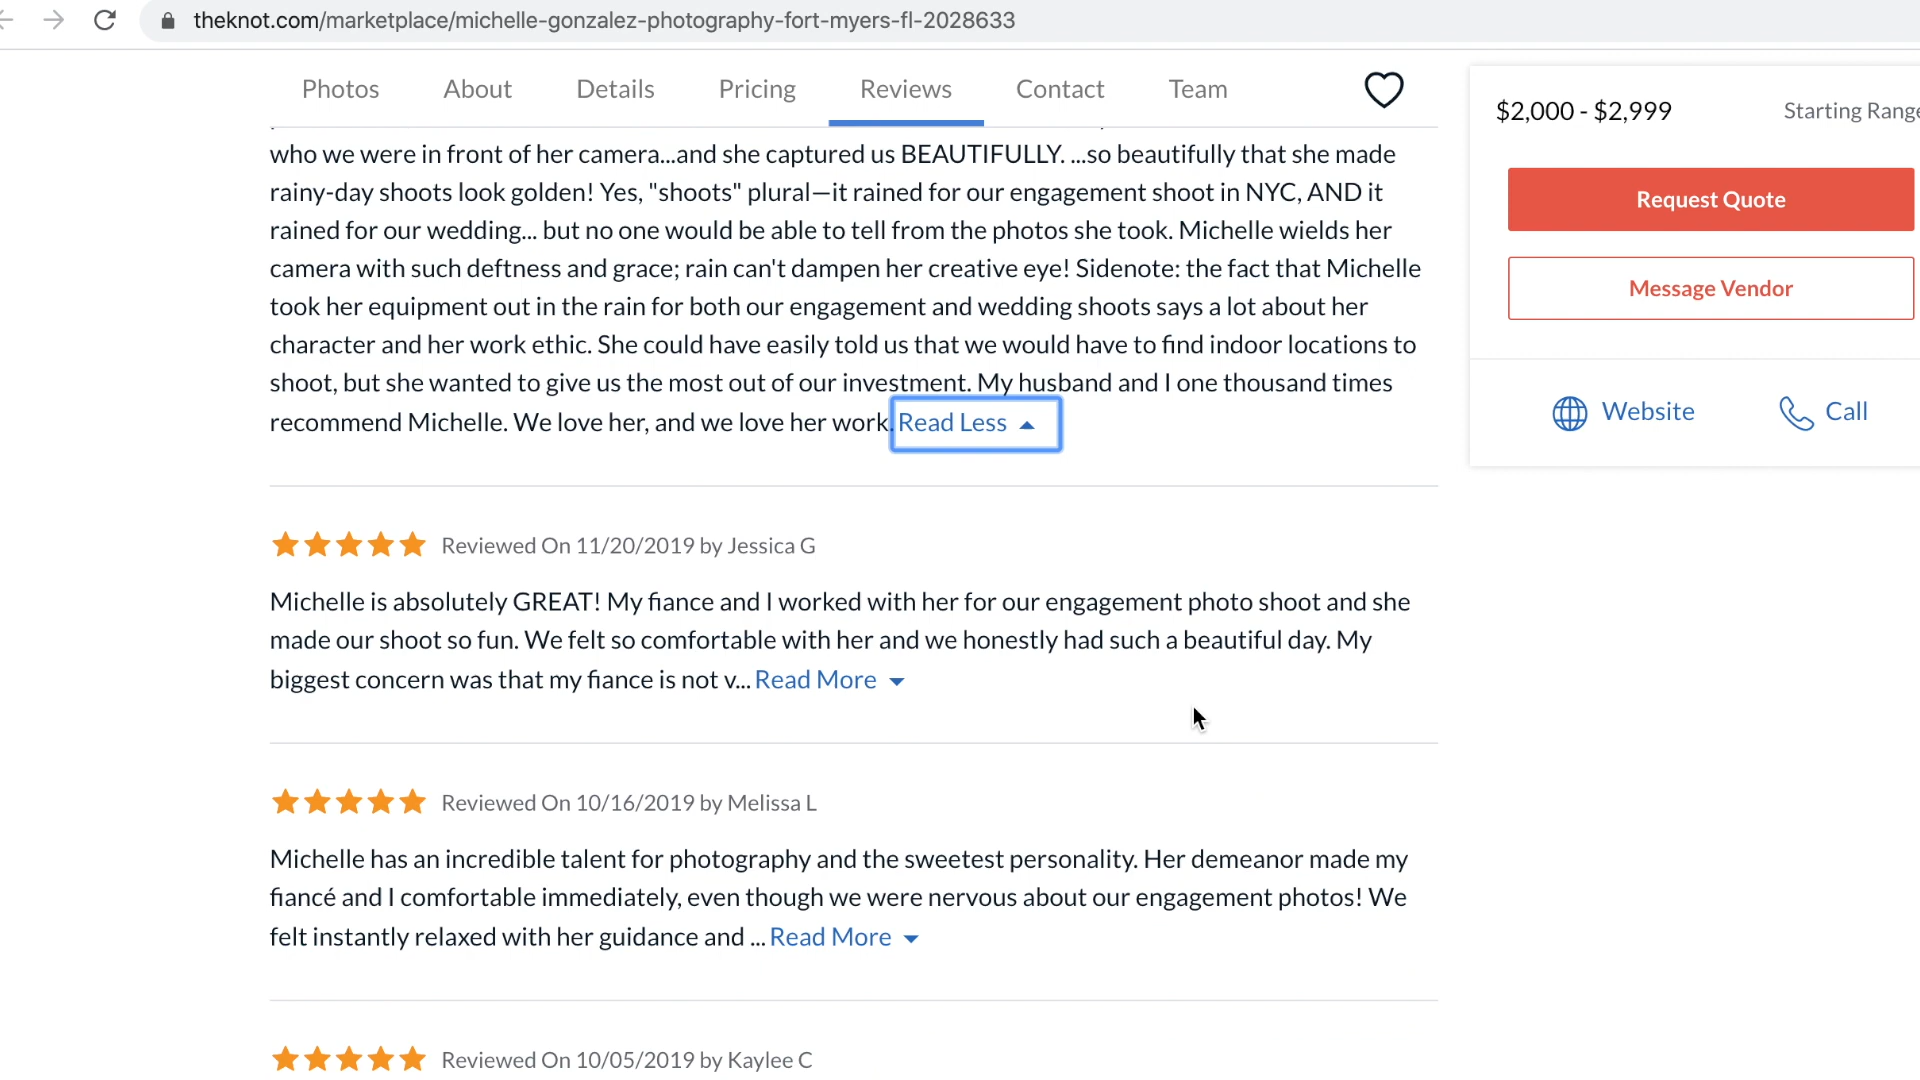 theknot.com/marketplace/michelle-gonzalez-photography-fort-myers-fl-2028633
Photos About Details Pricing Reviews Contact Team
who we were in front of her camera...and she captured us BEAUTIFULLY. ...so beautifully that she made
rainy-day shoots look golden! Yes, "shoots" plural—it rained for our engagement shoot in NYC, AND it
rained for our wedding... but no one would be able to tell from the photos she took. Michelle wields her
camera with such deftness and grace; rain can't dampen her creative eye! Sidenote: the fact that Michelle
took her equipment out in the rain for both our engagement and wedding shoots says a lot about her
character and her work ethic. She could have easily told us that we would have to find indoor locations to
shoot, but she wanted to give us the most out of our investment. My husband and I one thousand times
recommend Michelle. We love her, and we love her work. Read Less
Reviewed On 11/20/2019 by Jessica G
Michelle is absolutely GREAT! My fiance and I worked with her for our engagement photo shoot and she
made our shoot so fun. We felt so comfortable with her and we honestly had such a beautiful day. My
biggest concern was that my fiance is not v... Read More
Reviewed On 10/16/2019 by Melissa L
Michelle has an incredible talent for photography and the sweetest personality. Her demeanor made my
fiancé and I comfortable immediately, even though we were nervous about our engagement photos! We
felt instantly relaxed with her guidance and ... Read More
Reviewed On 10/05/2019 by Kaylee C
$2,000 - $2,999 Starting Range
Request Quote
Message Vendor
Website Call